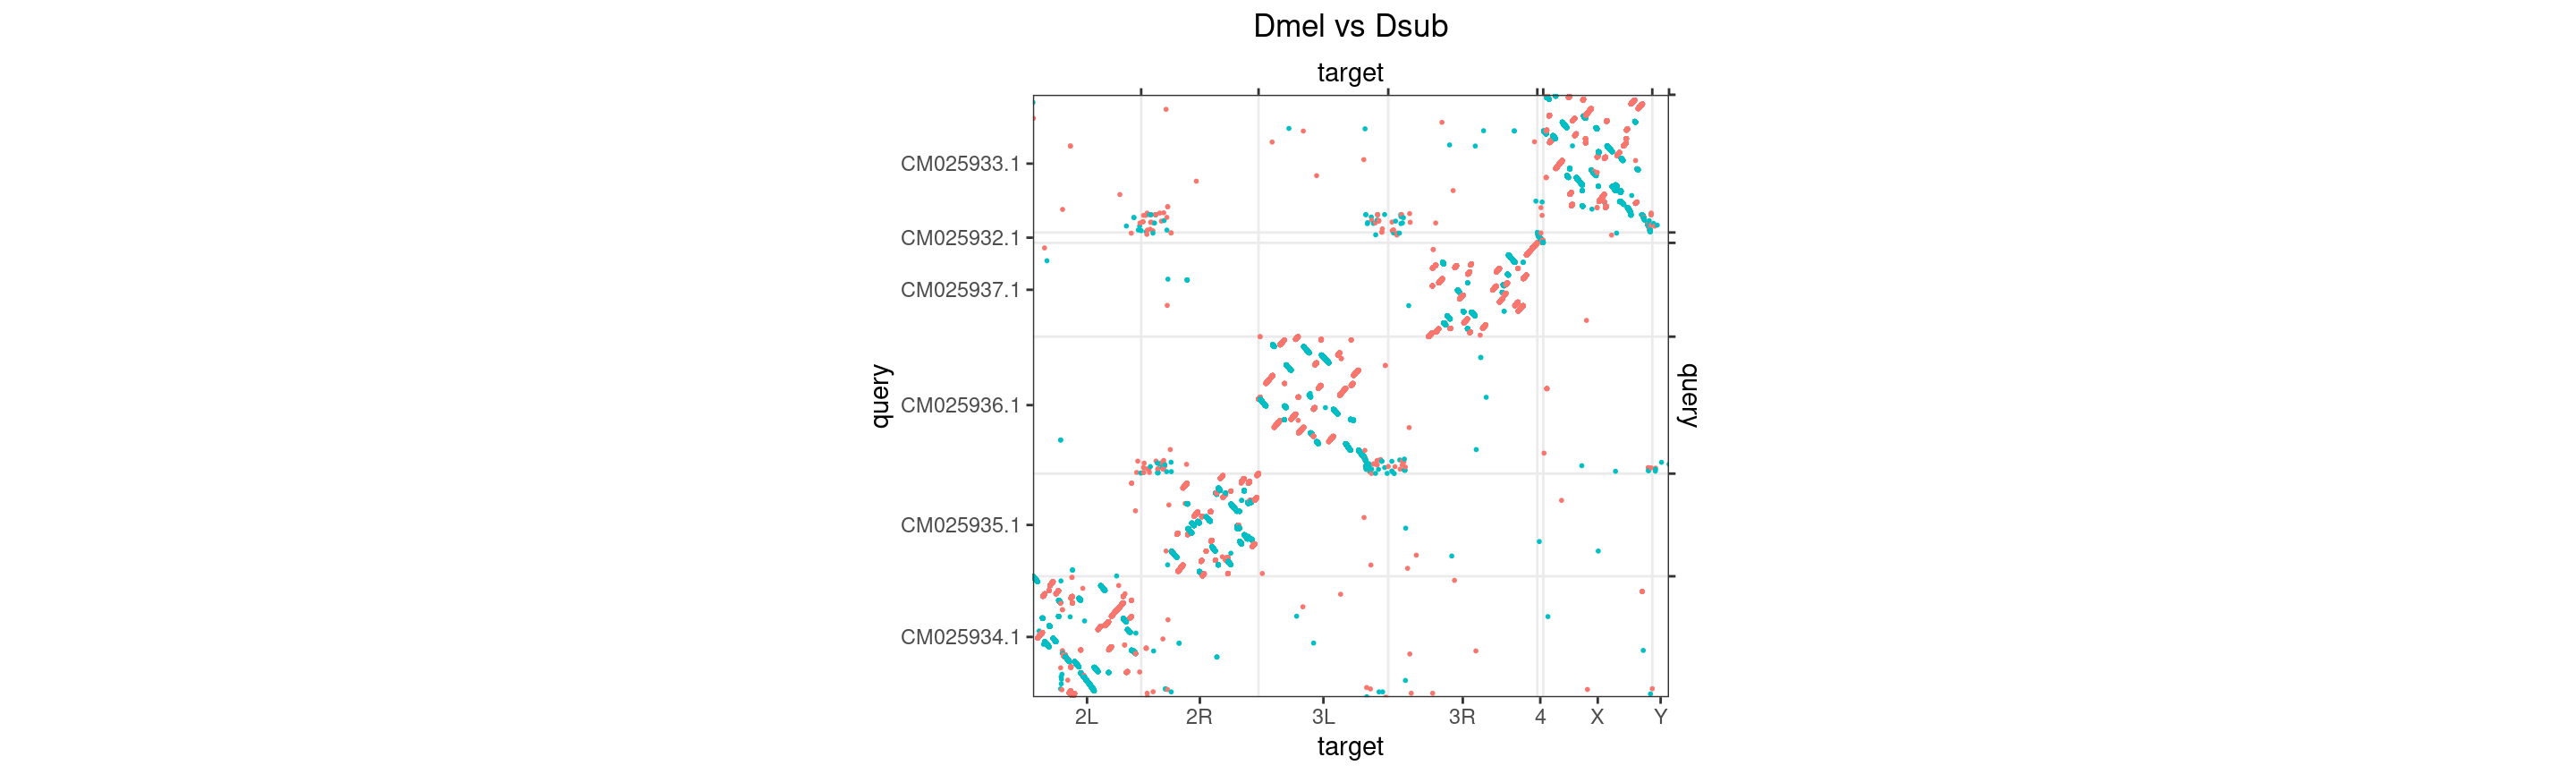 Dmel vs Dsub
target
CM025933.1
CM025932.1
CM025937.1
CM025936.1
CM025935.1
CM025934.1
query
query
2L 2R 3L 3R 4 X Y
target